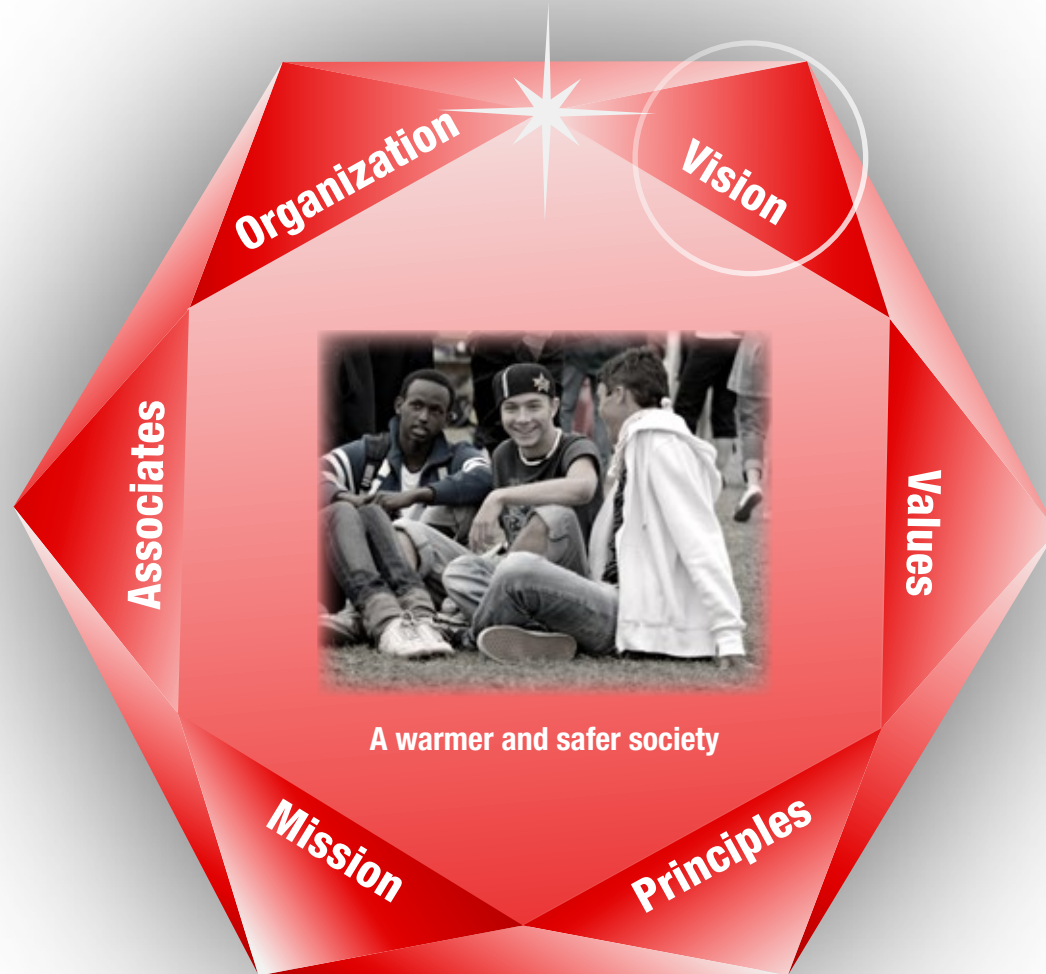 Organization
Vision
Associates
Values
A warmer and safer society
Mission
Principles